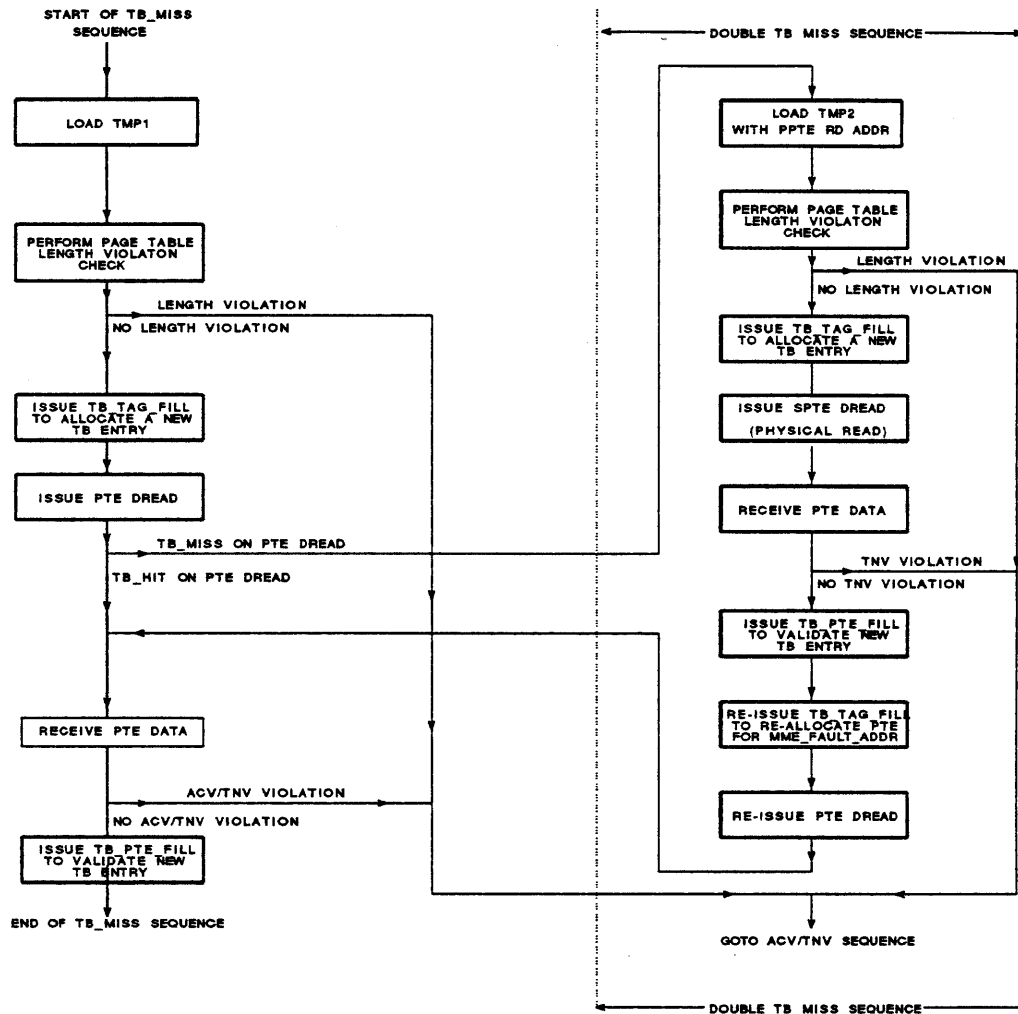 START OF TB_MISS
SEQUENCE
LOAD TMP1
PERFORM PAGE TABLE
LENGTH VIOLATON
CHECK
LENGTH VIOLATION
NO LENGTH VIOLATION
ISSUE TB_TAG_FILL
TO ALLOCATE A NEW
TB ENTRY
ISSUE PTE DREAD
TB_MISS ON PTE DREAD
TB_HIT ON PTE DREAD
RECEIVE PTE DATA
ACV/TNV VIOLATION
NO ACV/TNV VIOLATION
ISSUE TB_PTE_FILL
TO VALIDATE NEW
TB ENTRY
END OF TB_MISS SEQUENCE
DOUBLE TB MISS SEQUENCE
LOAD TMP2
WITH PPTE RD ADDR
PERFORM PAGE TABLE
LENGTH VIOLATON
CHECK
LENGTH VIOLATION
NO LENGTH VIOLATION
ISSUE TB_TAG_FILL
TO ALLOCATE A NEW
TB ENTRY
ISSUE SPTE DREAD
(PHYSICAL READ)
RECEIVE PTE DATA
TNV VIOLATION
NO TNV VIOLATION
ISSUE TB_PTE_FILL
TO VALIDATE NEW
TB ENTRY
RE-ISSUE TB_TAG_FILL
TO RE-ALLOCATE PTE
FOR MME_FAULT_ADDR
RE-ISSUE PTE DREAD
GOTO ACV/TNV SEQUENCE
DOUBLE TB MISS SEQUENCE